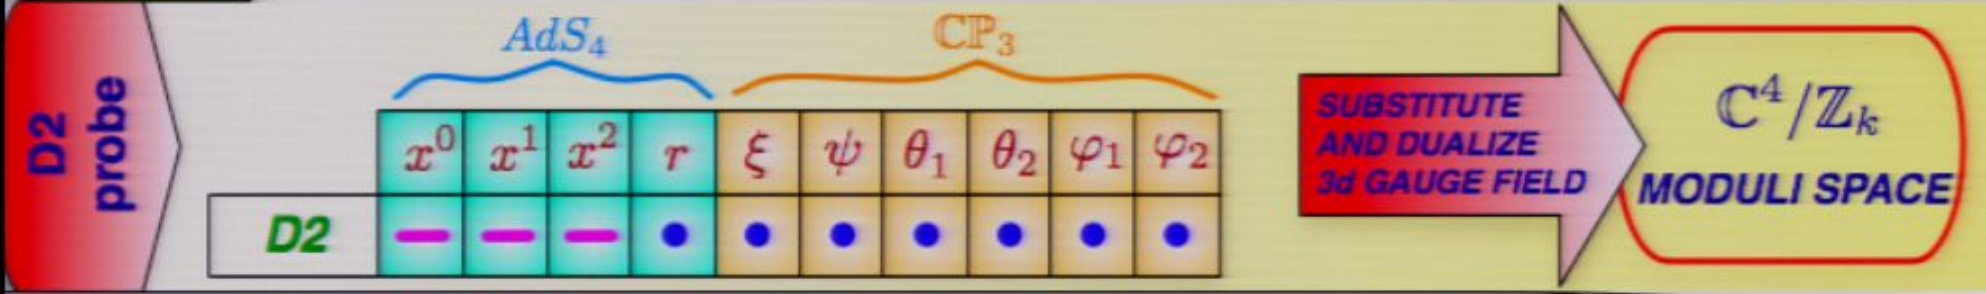 D2
probe
AdS₄ ℂℙ₃
x⁰ x¹ x² r ξ ψ θ₁ θ₂ φ₁ φ₂
D2 — — — • • • • • • •
SUBSTITUTE
AND DUALIZE
3d GAUGE FIELD
ℂ⁴/ℤₖ
MODULI SPACE